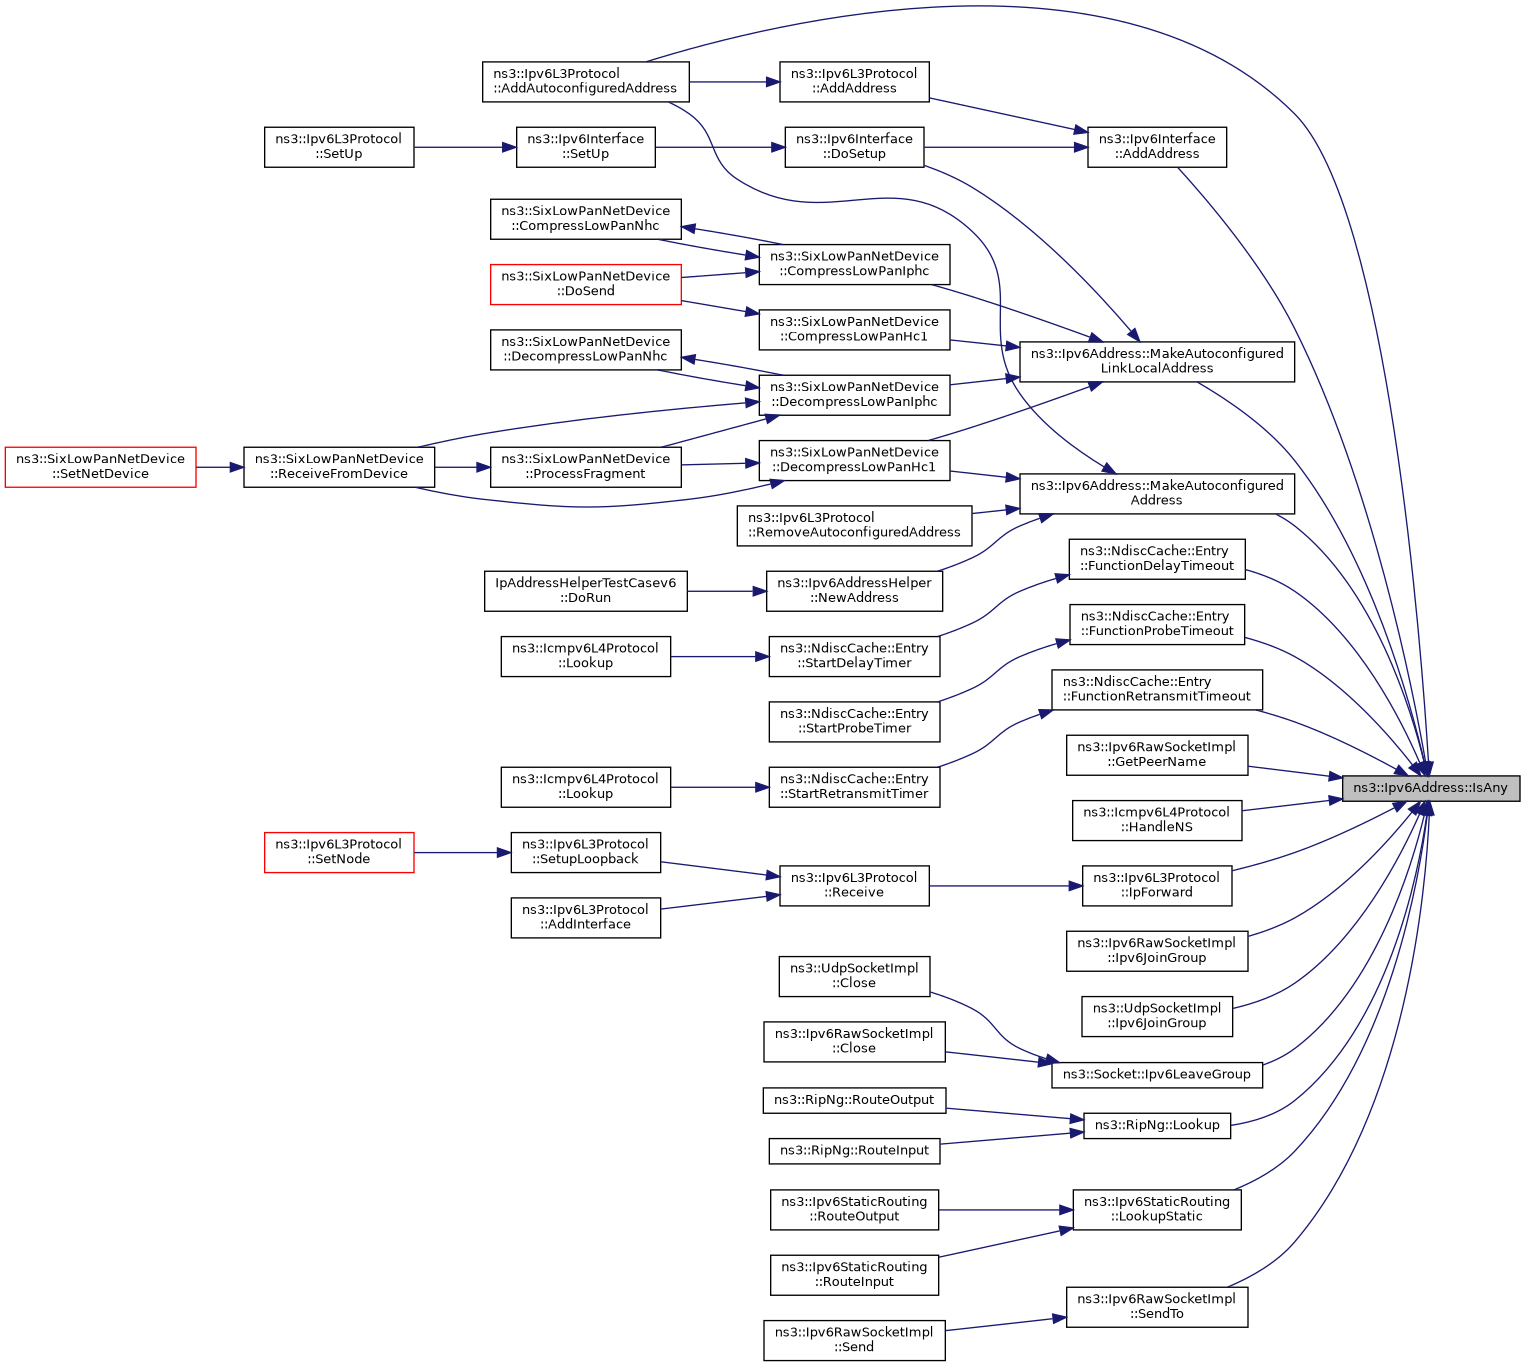 ns3::Ipv6L3Protocol
::AddAutoconfiguredAddress
ns3::Ipv6L3Protocol
::AddAddress
ns3::Ipv6L3Protocol
::SetUp
ns3::Ipv6Interface
::SetUp
ns3::Ipv6Interface
::DoSetup
ns3::Ipv6Interface
::AddAddress
ns3::SixLowPanNetDevice
::CompressLowPanNhc
ns3::SixLowPanNetDevice
::CompressLowPanIphc
ns3::SixLowPanNetDevice
::DoSend
ns3::SixLowPanNetDevice
::CompressLowPanHc1
ns3::SixLowPanNetDevice
::DecompressLowPanNhc
ns3::Ipv6Address::MakeAutoconfigured
LinkLocalAddress
ns3::SixLowPanNetDevice
::DecompressLowPanIphc
ns3::SixLowPanNetDevice
::SetNetDevice
ns3::SixLowPanNetDevice
::ReceiveFromDevice
ns3::SixLowPanNetDevice
::ProcessFragment
ns3::SixLowPanNetDevice
::DecompressLowPanHc1
ns3::Ipv6Address::MakeAutoconfigured
Address
ns3::Ipv6L3Protocol
::RemoveAutoconfiguredAddress
ns3::NdiscCache::Entry
::FunctionDelayTimeout
IpAddressHelperTestCasev6
::DoRun
ns3::Ipv6AddressHelper
::NewAddress
ns3::NdiscCache::Entry
::FunctionProbeTimeout
ns3::Icmpv6L4Protocol
::Lookup
ns3::NdiscCache::Entry
::StartDelayTimer
ns3::NdiscCache::Entry
::FunctionRetransmitTimeout
ns3::NdiscCache::Entry
::StartProbeTimer
ns3::Ipv6RawSocketImpl
::GetPeerName
ns3::Icmpv6L4Protocol
::Lookup
ns3::NdiscCache::Entry
::StartRetransmitTimer
ns3::Ipv6Address::IsAny
ns3::Icmpv6L4Protocol
::HandleNS
ns3::Ipv6L3Protocol
::SetNode
ns3::Ipv6L3Protocol
::SetupLoopback
ns3::Ipv6L3Protocol
::Receive
ns3::Ipv6L3Protocol
::IpForward
ns3::Ipv6L3Protocol
::AddInterface
ns3::Ipv6RawSocketImpl
::Ipv6JoinGroup
ns3::UdpSocketImpl
::Close
ns3::UdpSocketImpl
::Ipv6JoinGroup
ns3::Ipv6RawSocketImpl
::Close
ns3::Socket::Ipv6LeaveGroup
ns3::RipNg::RouteOutput
ns3::RipNg::Lookup
ns3::RipNg::RouteInput
ns3::Ipv6StaticRouting
::RouteOutput
ns3::Ipv6StaticRouting
::LookupStatic
ns3::Ipv6StaticRouting
::RouteInput
ns3::Ipv6RawSocketImpl
::SendTo
ns3::Ipv6RawSocketImpl
::Send